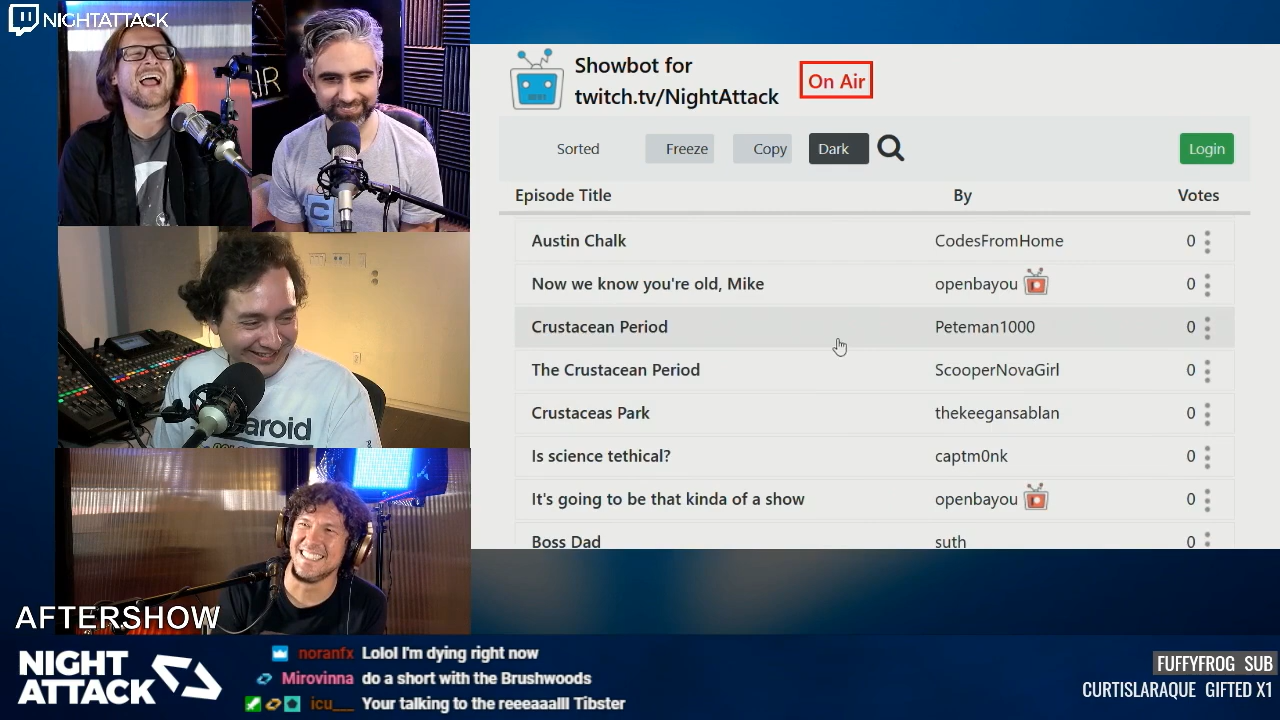 NIGHTATTACK
Showbot for
twitch.tv/NightAttack
On Air
Sorted
Freeze
Copy
Dark
Login
Episode Title By Votes
Austin Chalk CodesFromHome 0
Now we know you're old, Mike openbayou 0
Crustacean Period Peteman1000 0
The Crustacean Period ScooperNovaGirl 0
Crustaceas Park thekeegansablan 0
Is science tethical? captm0nk 0
It's going to be that kinda of a show openbayou 0
Boss Dad suth 0
aroid
AFTERSHOW
NIGHT
ATTACK
noranfx Lolol I'm dying right now
Mirovinna do a short with the Brushwoods
icu___ Your talking to the reeeaaalll Tibster
FUFFYFROG SUB
CURTISLARAQUE GIFTED X1